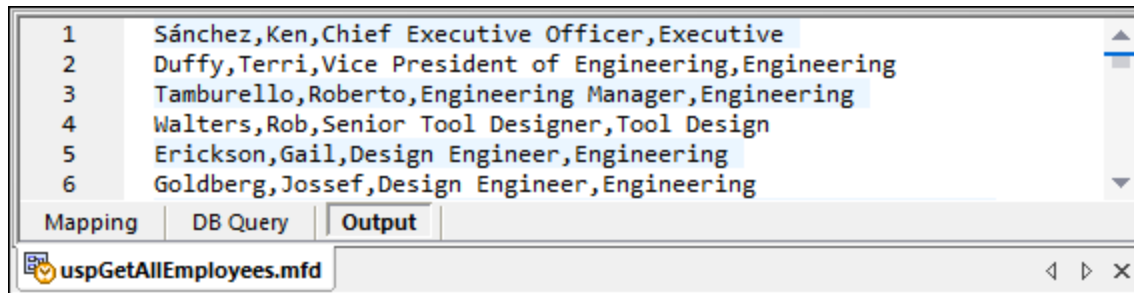 1 Sánchez,Ken,Chief Executive Officer,Executive
2 Duffy,Terri,Vice President of Engineering,Engineering
3 Tamburello,Roberto,Engineering Manager,Engineering
4 Walters,Rob,Senior Tool Designer,Tool Design
5 Erickson,Gail,Design Engineer,Engineering
6 Goldberg,Jossef,Design Engineer,Engineering
Mapping DB Query Output
uspGetAllEmployees.mfd